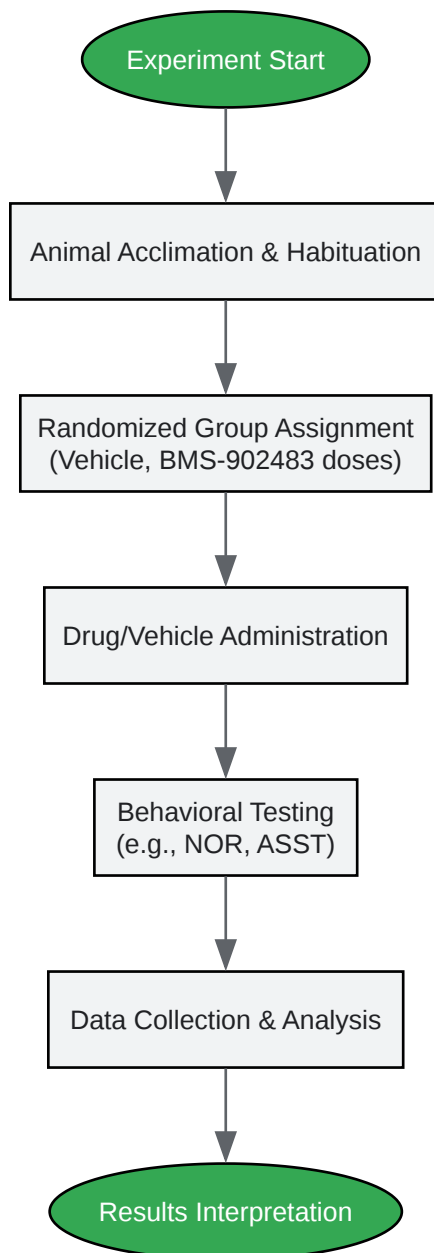 Experiment Start
Animal Acclimation & Habituation
Randomized Group Assignment
(Vehicle, BMS-902483 doses)
Drug/Vehicle Administration
Behavioral Testing
(e.g., NOR, ASST)
Data Collection & Analysis
Results Interpretation